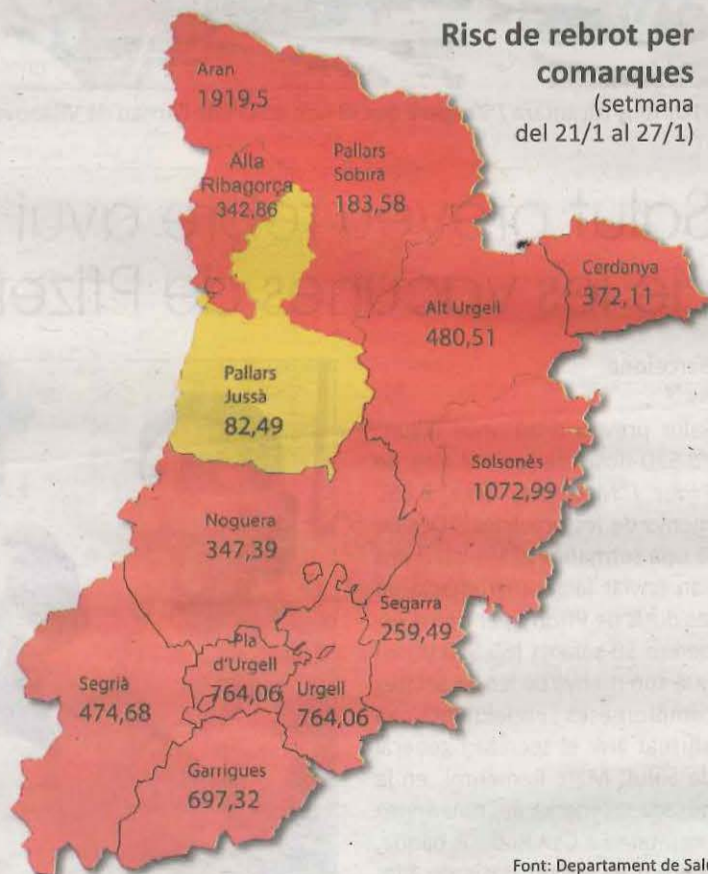 Risc de rebrot per
comarques
(setmana
del 21/1 al 27/1)
Aran
1919,5
Alta
Ribagorça
342,86
Pallars
Sobirà
183,58
Cerdanya
372,11
Alt Urgell
480,51
Pallars
Jussà
82,49
Solsonès
1072,99
Noguera
347,39
Segarra
259,49
Pla
d'Urgell
764,06
Urgell
764,06
Segrià
474,68
Garrigues
697,32
Font: Departament de Salu